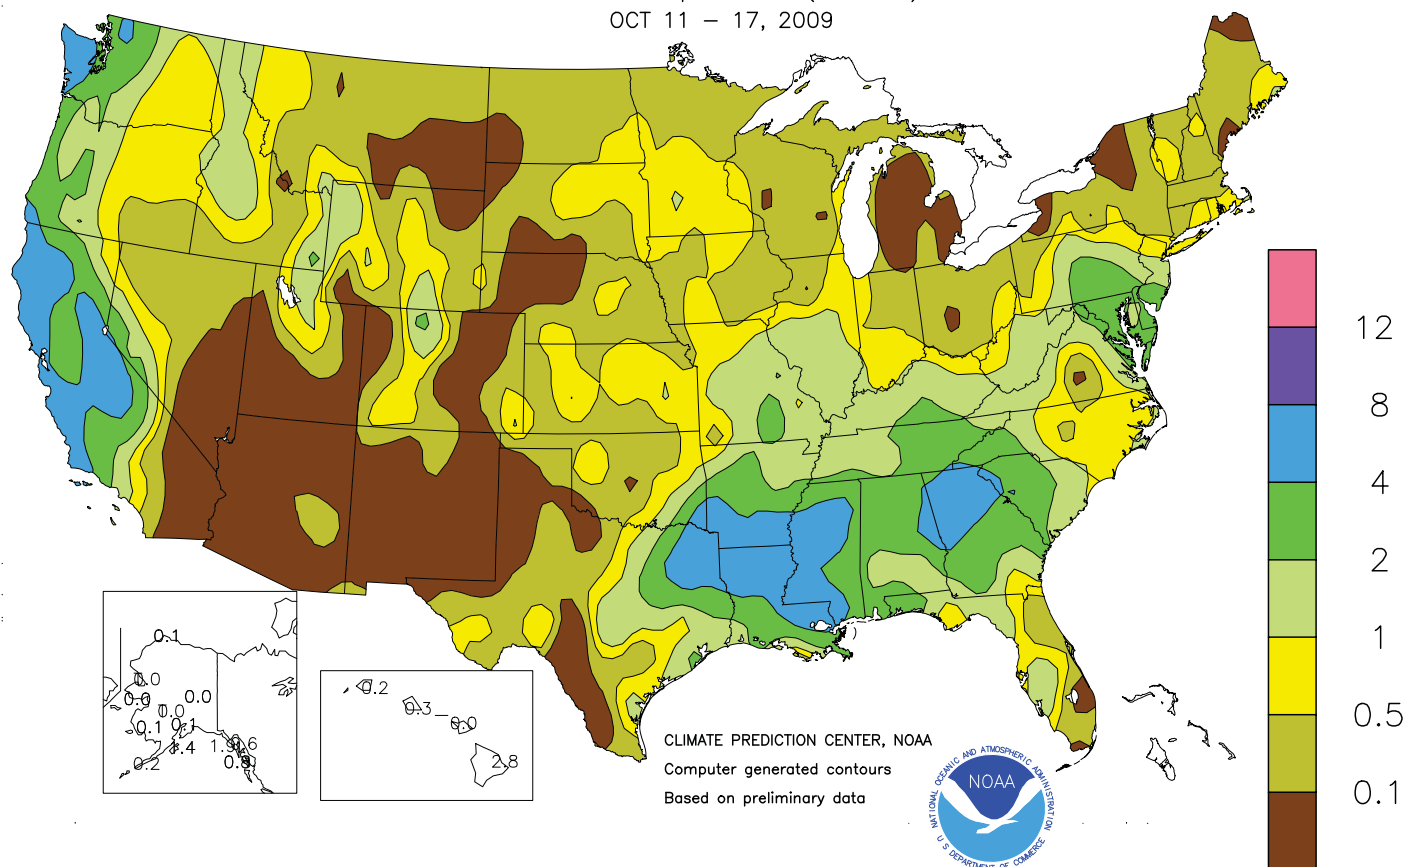 OCT 11 – 17, 2009
12
8
4
2
1
0.5
0.1
0.1
0.0
0.0
0.0
0.0
0.1
0.1
1.4
0.2
0.2
0.3
0.0
2.8
CLIMATE PREDICTION CENTER, NOAA
Computer generated contours
Based on preliminary data
NATIONAL OCEANIC AND ATMOSPHERIC ADMINISTRATION
NOAA
U S DEPARTMENT OF COMMERCE